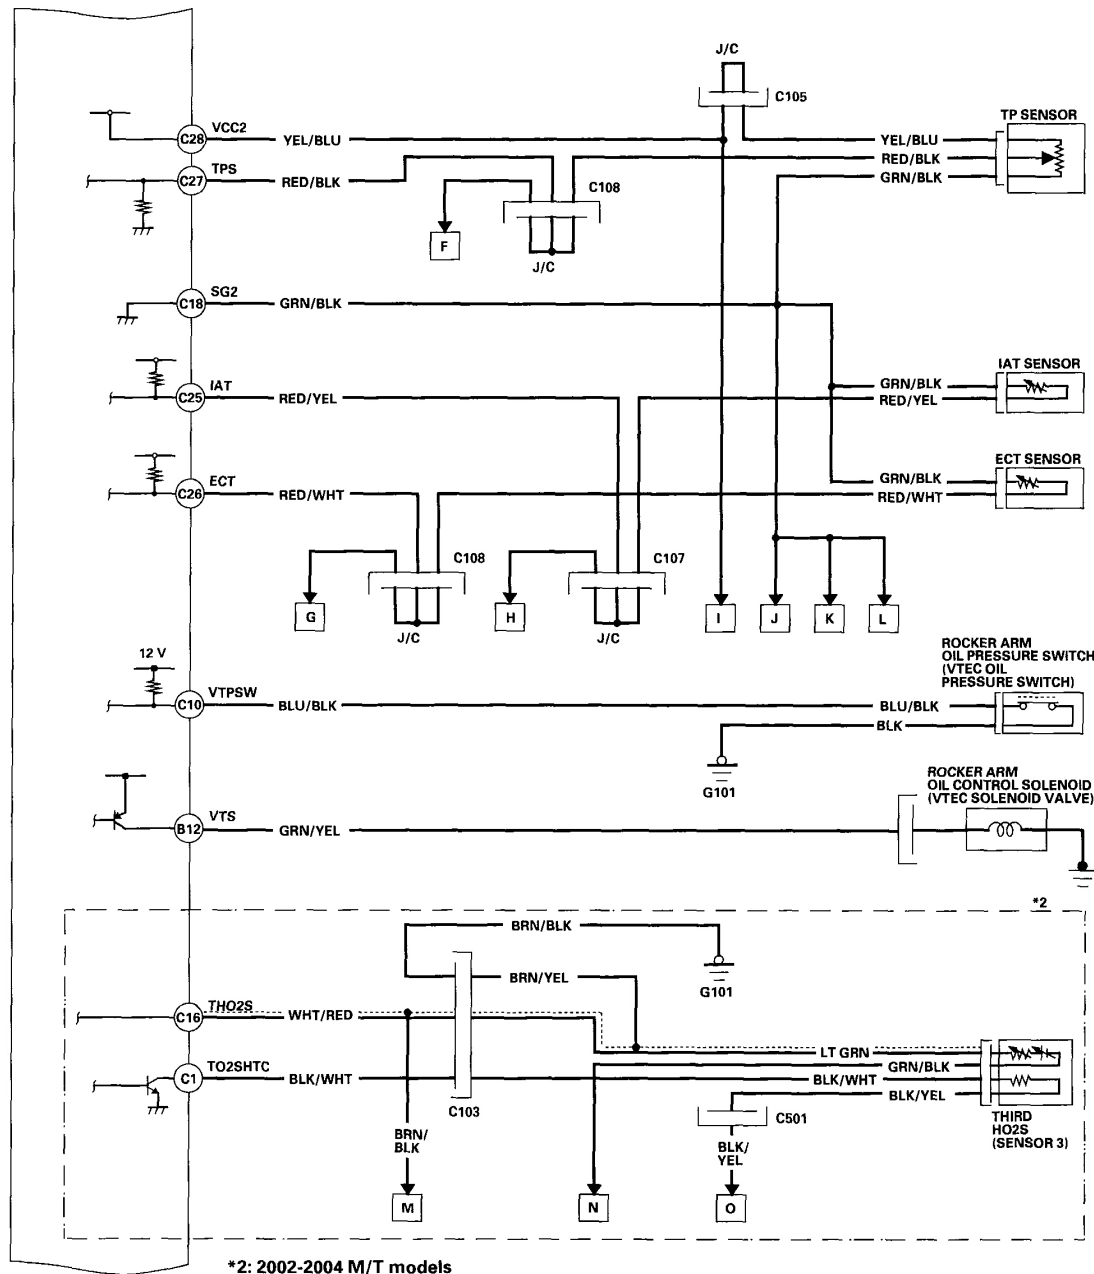 J/C
C105
TP SENSOR
C28
VCC2
YEL/BLU
YEL/BLU
C27
TPS
RED/BLK
RED/BLK
GRN/BLK
C108
F
J/C
C18
SG2
GRN/BLK
IAT SENSOR
C25
IAT
RED/YEL
GRN/BLK
RED/YEL
ECT SENSOR
C26
ECT
RED/WHT
GRN/BLK
RED/WHT
C108
C107
G
H
I
J
K
L
J/C
J/C
ROCKER ARM
OIL PRESSURE SWITCH
(VTEC OIL
PRESSURE SWITCH)
12 V
C10
VTPSW
BLU/BLK
BLU/BLK
BLK
G101
ROCKER ARM
OIL CONTROL SOLENOID
(VTEC SOLENOID VALVE)
B12
VTS
GRN/YEL
*2
BRN/BLK
BRN/YEL
G101
C16
THO2S
WHT/RED
LT GRN
GRN/BLK
C1
TO2SHTC
BLK/WHT
BLK/WHT
BLK/YEL
C103
C501
THIRD
HO2S
(SENSOR 3)
BRN/
BLK
BLK/
YEL
M
N
O
*2: 2002-2004 M/T models